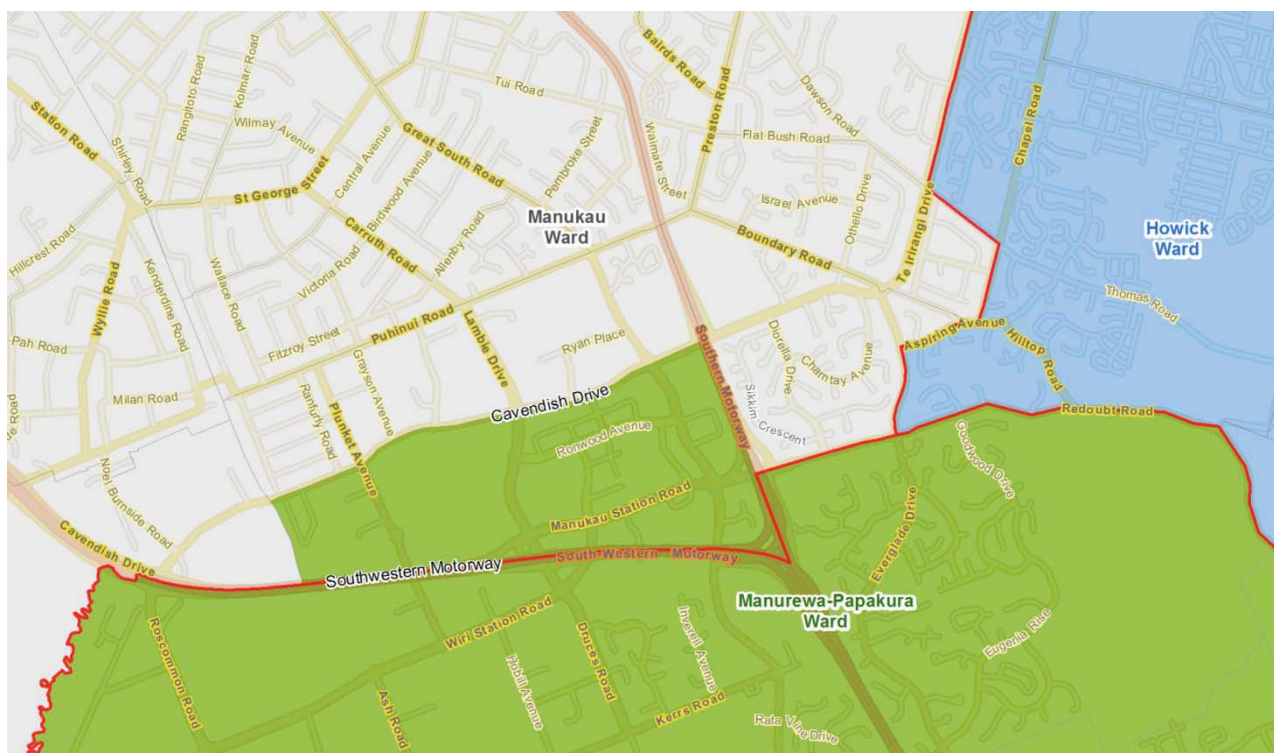 Station Road
Shirley Road
Rangitoto Road
Kolmar Road
Wilmay Avenue
St George Street
Central Avenue
Birdwood Avenue
Great South Road
Tui Road
Pembroke Street
Bairds Road
Preston Road
Dawson Road
Waimate Street
Flat Bush Road
Israel Avenue
Othello Drive
Te Irirangi Drive
Chapel Road
Howick
Ward
Manukau
Ward
Hillcrest Road
Wyllie Road
Kenderdine Road
Wallace Road
Victoria Road
Carruth Road
Allenby Road
Boundary Road
Thomas Road
Pah Road
Fitzroy Street
Puhinui Road
Lambie Drive
Ryan Place
Southern Motorway
Diorella Drive
Charntay Avenue
Aspiring Avenue
Hilltop Road
Milan Road
Ranfurly Road
Plunket Avenue
Grayson Avenue
Cavendish Drive
Sikkim Crescent
Redoubt Road
Noel Burnside Road
Ronwood Avenue
Goodwood Drive
Manukau Station Road
Everglade Drive
Cavendish Drive
Southwestern Motorway
South Western Motorway
Manurewa-Papakura
Ward
Roscommon Road
Wiri Station Road
Druces Road
Inverell Avenue
Eugenia Rise
Ash Road
Hobill Avenue
Kerrs Road
Rata Vine Drive